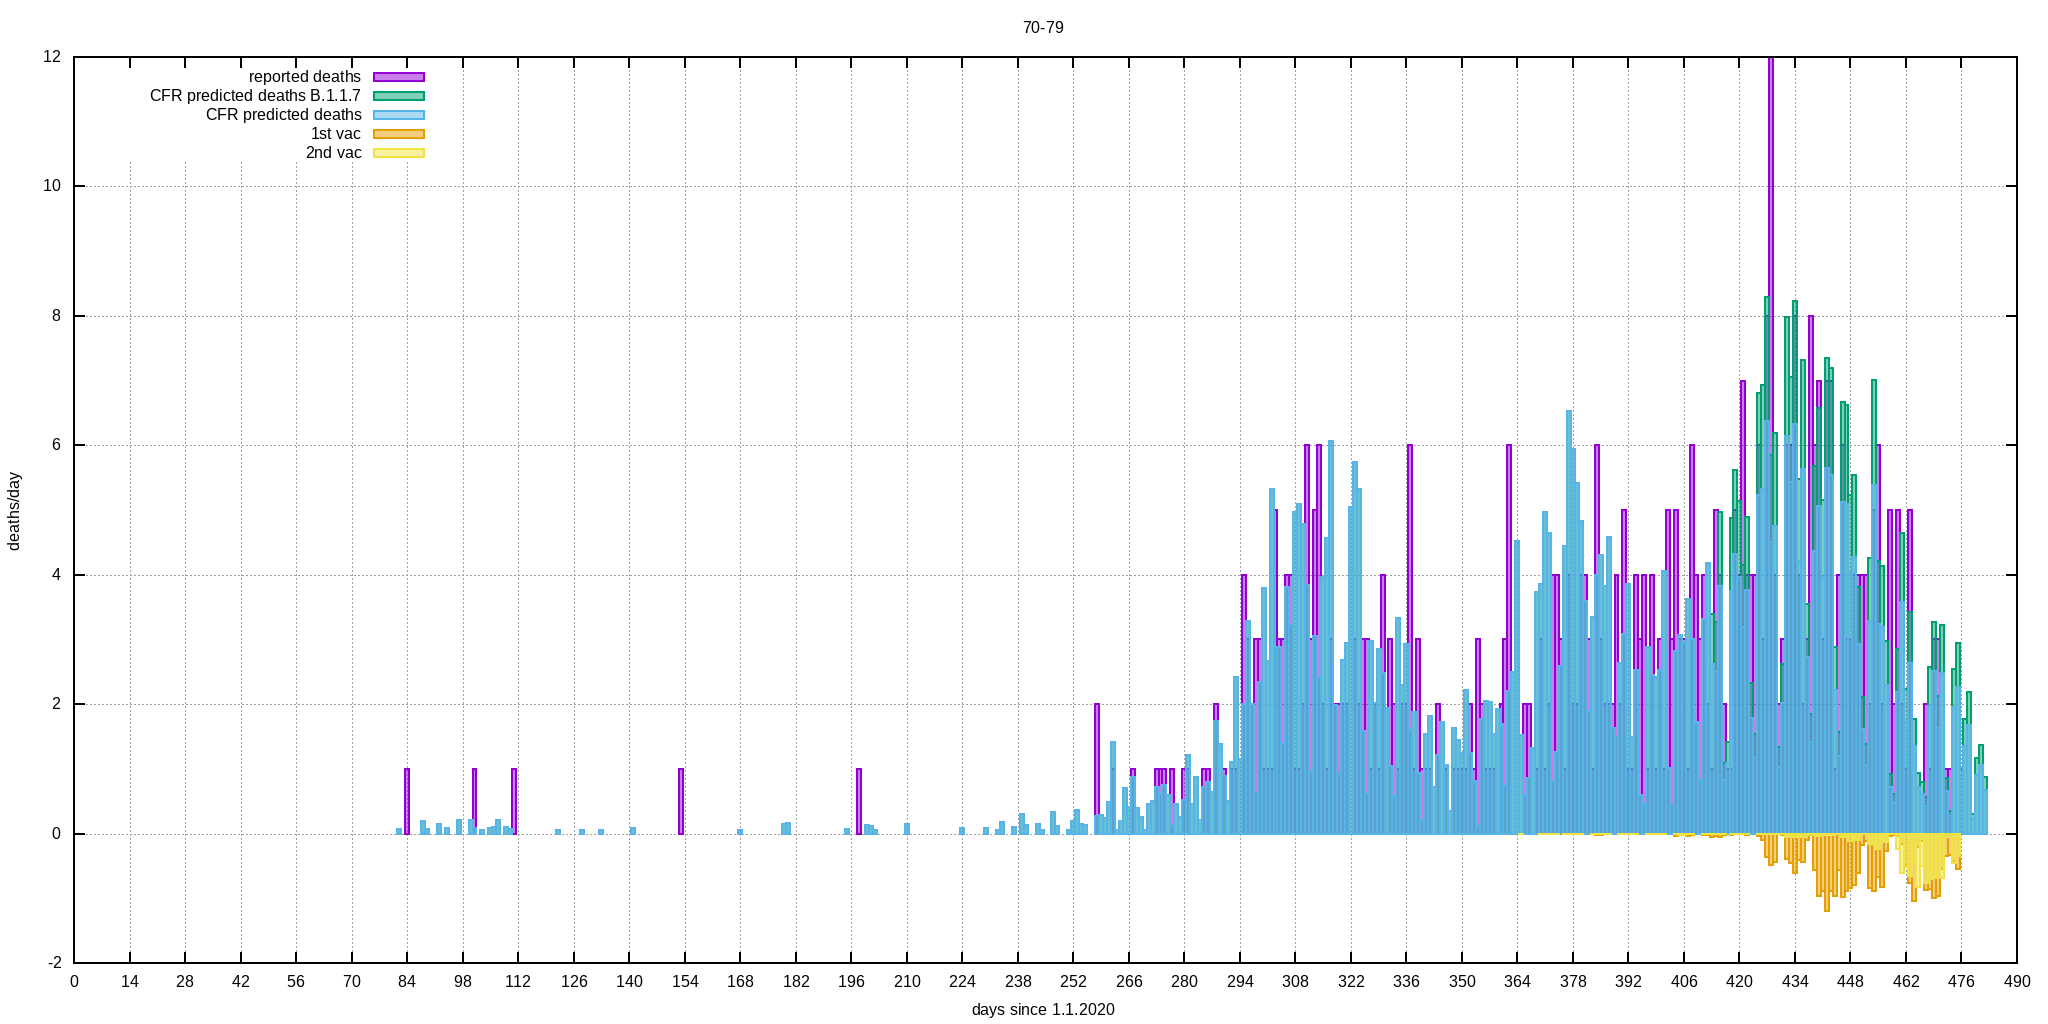 70-79
12
reported deaths
CFR predicted deaths B.1.1.7
CFR predicted deaths
1st vac
2nd vac
10
8
6
4
2
0
-2
deaths/day
0 14 28 42 56 70 84 98 112 126 140 154 168 182 196 210 224 238 252 266 280 294 308 322 336 350 364 378 392 406 420 434 448 462 476 490
days since 1.1.2020